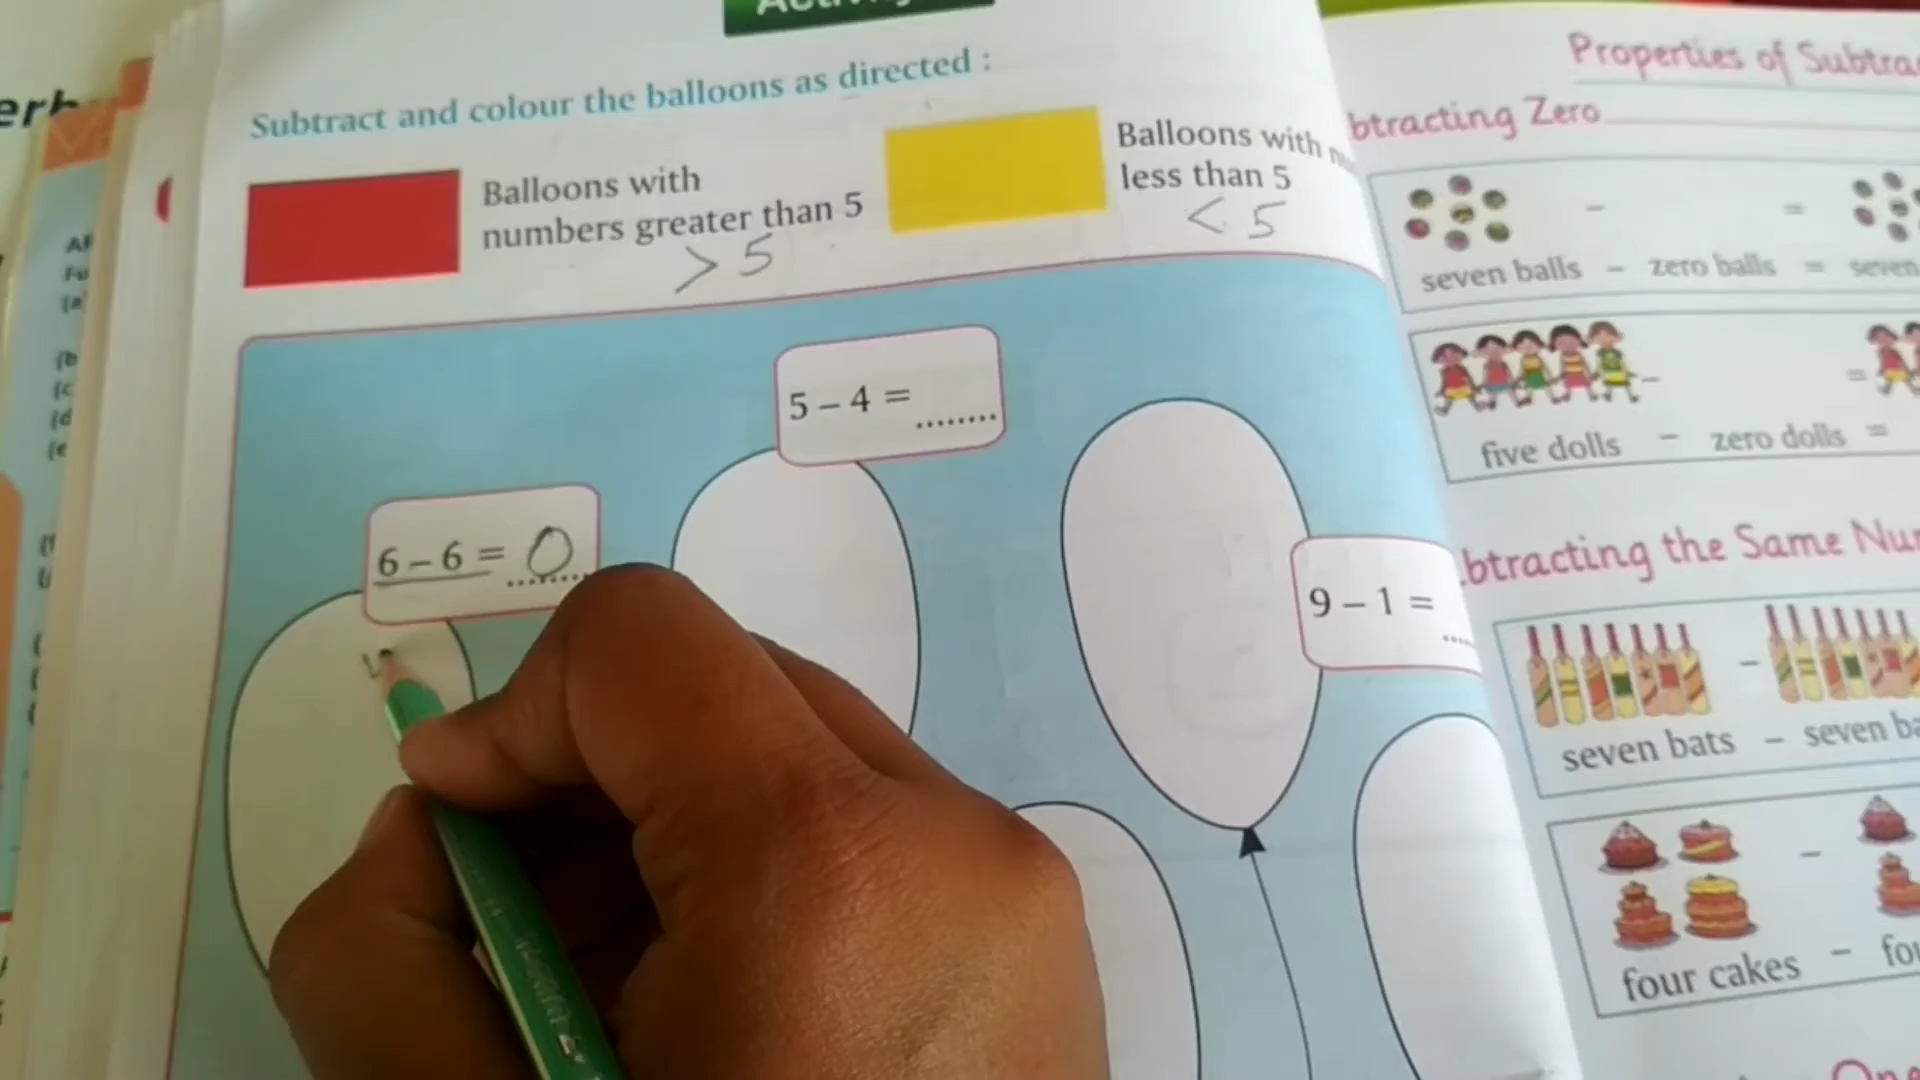 Subtract and colour the balloons as directed :
Balloons with
numbers greater than 5
> 5
Balloons with
less than 5
< 5
5 – 4 = ........
6 – 6 = 0
9 – 1 =
Properties of
Zero
seven balls – zero balls = seven
five dolls – zero dolls =
the Same
seven bats – seven
four cakes –